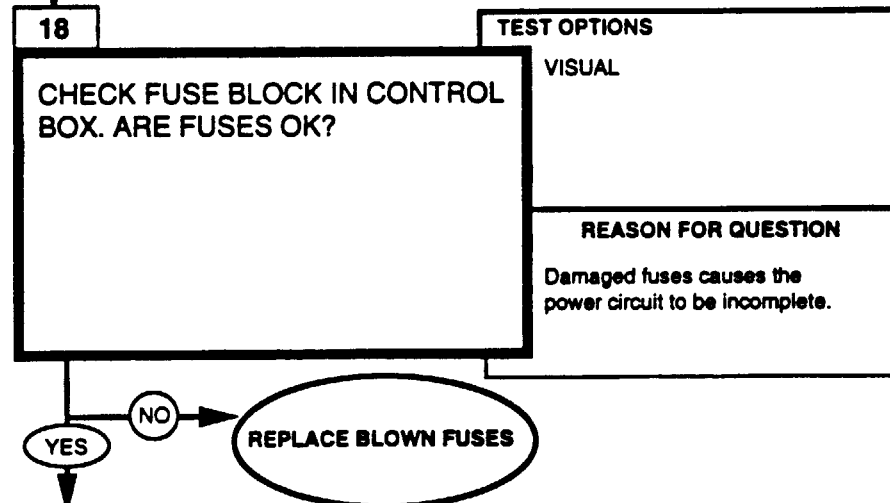 18
CHECK FUSE BLOCK IN CONTROL
BOX. ARE FUSES OK?
TEST OPTIONS
VISUAL
REASON FOR QUESTION
Damaged fuses causes the
power circuit to be incomplete.
NO
REPLACE BLOWN FUSES
YES